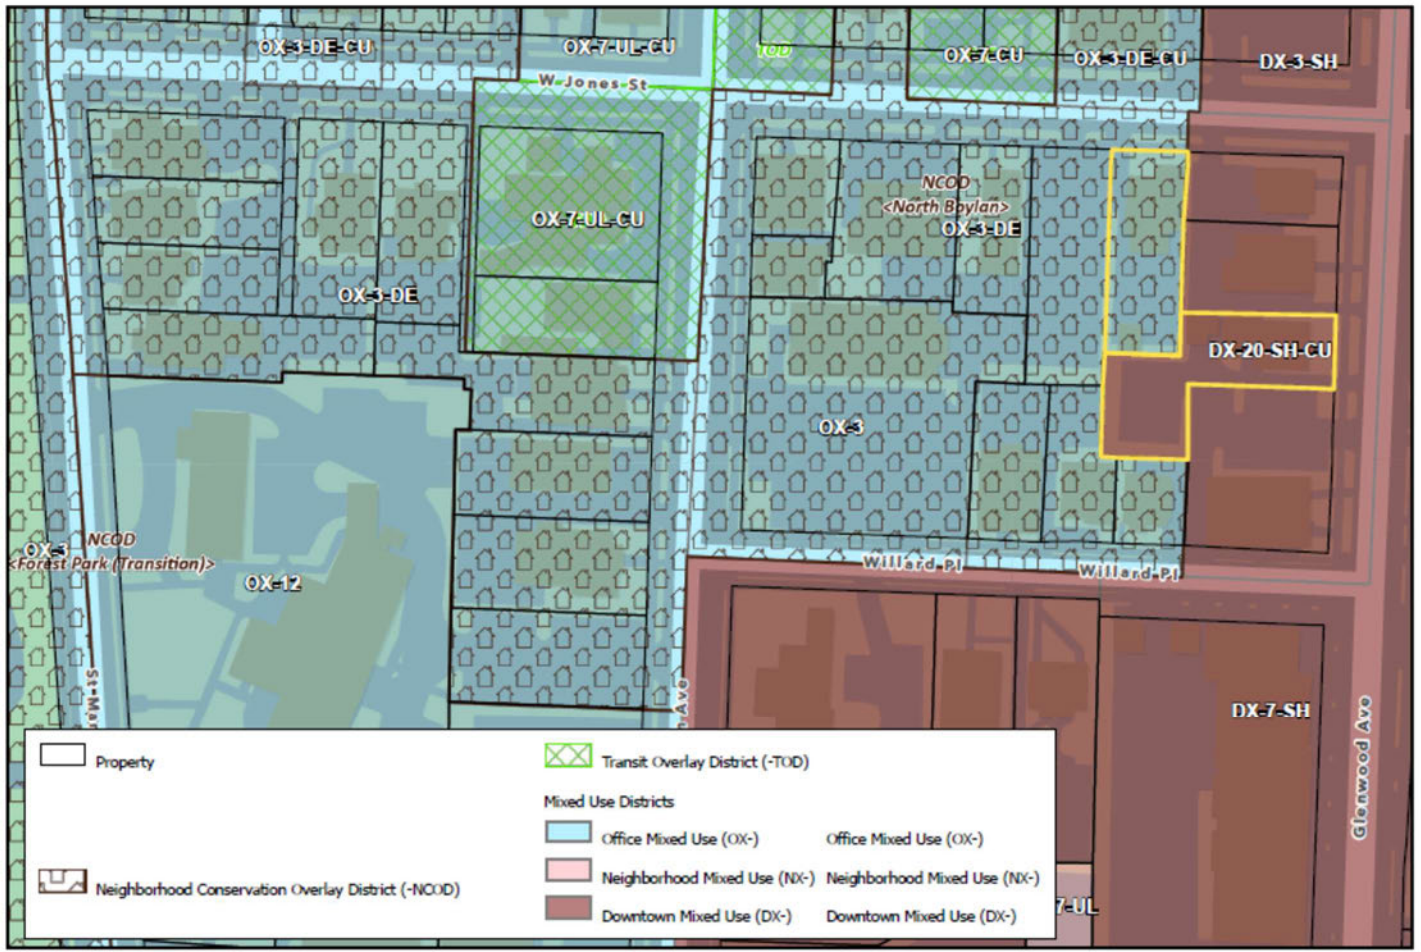 OX-3-DE-CU
OX-7-UL-CU
TOD
OX-7-CU
OX-3-DE-CU
DX-3-SH
W Jones St
NCOD
<North Boylan>
OX-7-UL-CU
OX-3-DE
OX-3-DE
DX-20-SH-CU
OX-3
NCOD
OX-3
<Forest Park (Transition)>
OX-12
Willard Pl
Willard Pl
St Mar
n Ave
DX-7-SH
Glenwood Ave
7-UL
Property
Neighborhood Conservation Overlay District (-NCOD)
Transit Overlay District (-TOD)
Mixed Use Districts
Office Mixed Use (OX-) Office Mixed Use (OX-)
Neighborhood Mixed Use (NX-) Neighborhood Mixed Use (NX-)
Downtown Mixed Use (DX-) Downtown Mixed Use (DX-)